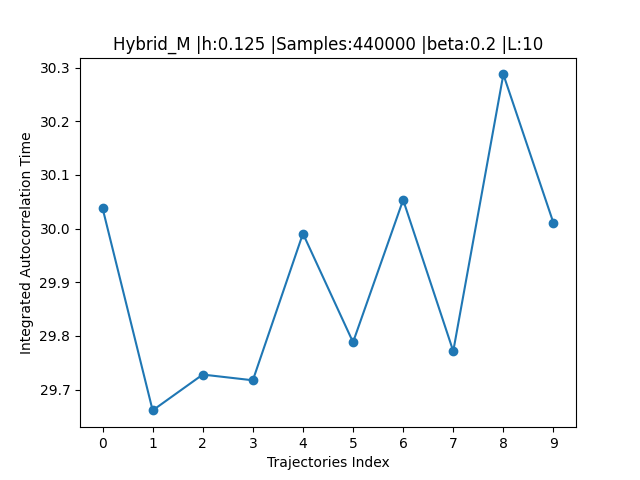 Hybrid_M |h:0.125 |Samples:440000 |beta:0.2 |L:10
30.3
30.2
30.1
30.0
29.9
29.8
29.7
Integrated Autocorrelation Time
0 1 2 3 4 5 6 7 8 9
Trajectories Index